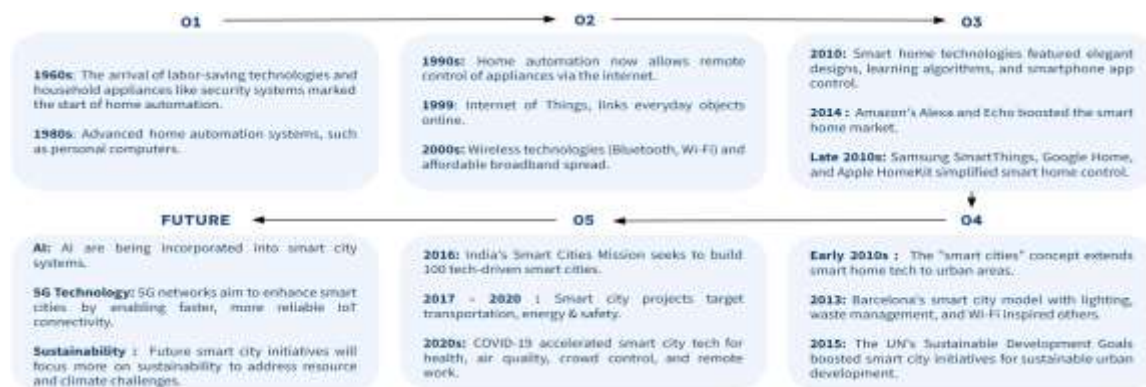 01
1960s: The arrival of labor-saving technologies and
household appliances like security systems marked
the start of home automation.
1980s: Advanced home automation systems, such
as personal computers.
02
1990s: Home automation now allows remote
control of appliances via the internet.
1999: Internet of Things, links everyday objects
online.
2000s: Wireless technologies (Bluetooth, Wi-Fi) and
affordable broadband spread.
03
2010: Smart home technologies featured elegant
designs, learning algorithms, and smartphone app
control.
2014 : Amazon's Alexa and Echo boosted the smart
home market.
Late 2010s: Samsung SmartThings, Google Home,
and Apple HomeKit simplified smart home control.
04
Early 2010s : The "smart cities" concept extends
smart home tech to urban areas.
2013: Barcelona's smart city model with lighting,
waste management, and Wi-Fi inspired others.
2015: The UN's Sustainable Development Goals
boosted smart city initiatives for sustainable urban
development.
05
2016: India's Smart Cities Mission seeks to build
100 tech-driven smart cities.
2017 - 2020 : Smart city projects target
transportation, energy & safety.
2020s: COVID-19 accelerated smart city tech for
health, air quality, crowd control, and remote
work.
FUTURE
AI: AI are being incorporated into smart city
systems.
5G Technology: 5G networks aim to enhance smart
cities by enabling faster, more reliable IoT
connectivity.
Sustainability : Future smart city initiatives will
focus more on sustainability to address resource
and climate challenges.